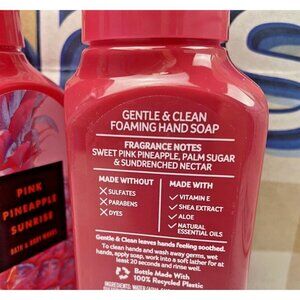 GENTLE & CLEAN
FOAMING HAND SOAP
FRAGRANCE NOTES
SWEET PINK PINEAPPLE, PALM SUGAR
& SUNDRENCHED NECTAR
MADE WITHOUT
SULFATES
PARABENS
DYES
MADE WITH
VITAMIN E
SHEA EXTRACT
ALOE
NATURAL
ESSENTIAL OILS
Gentle & Clean leaves hands feeling soothed.
To clean hands and wash away germs, wet
hands, apply soap, work into a soft lather for at
least 20 seconds and rinse well.
Bottle Made With
100% Recycled Plastic
PINK
PINEAPPLE
SUNRISE
BATH & BODY WORKS